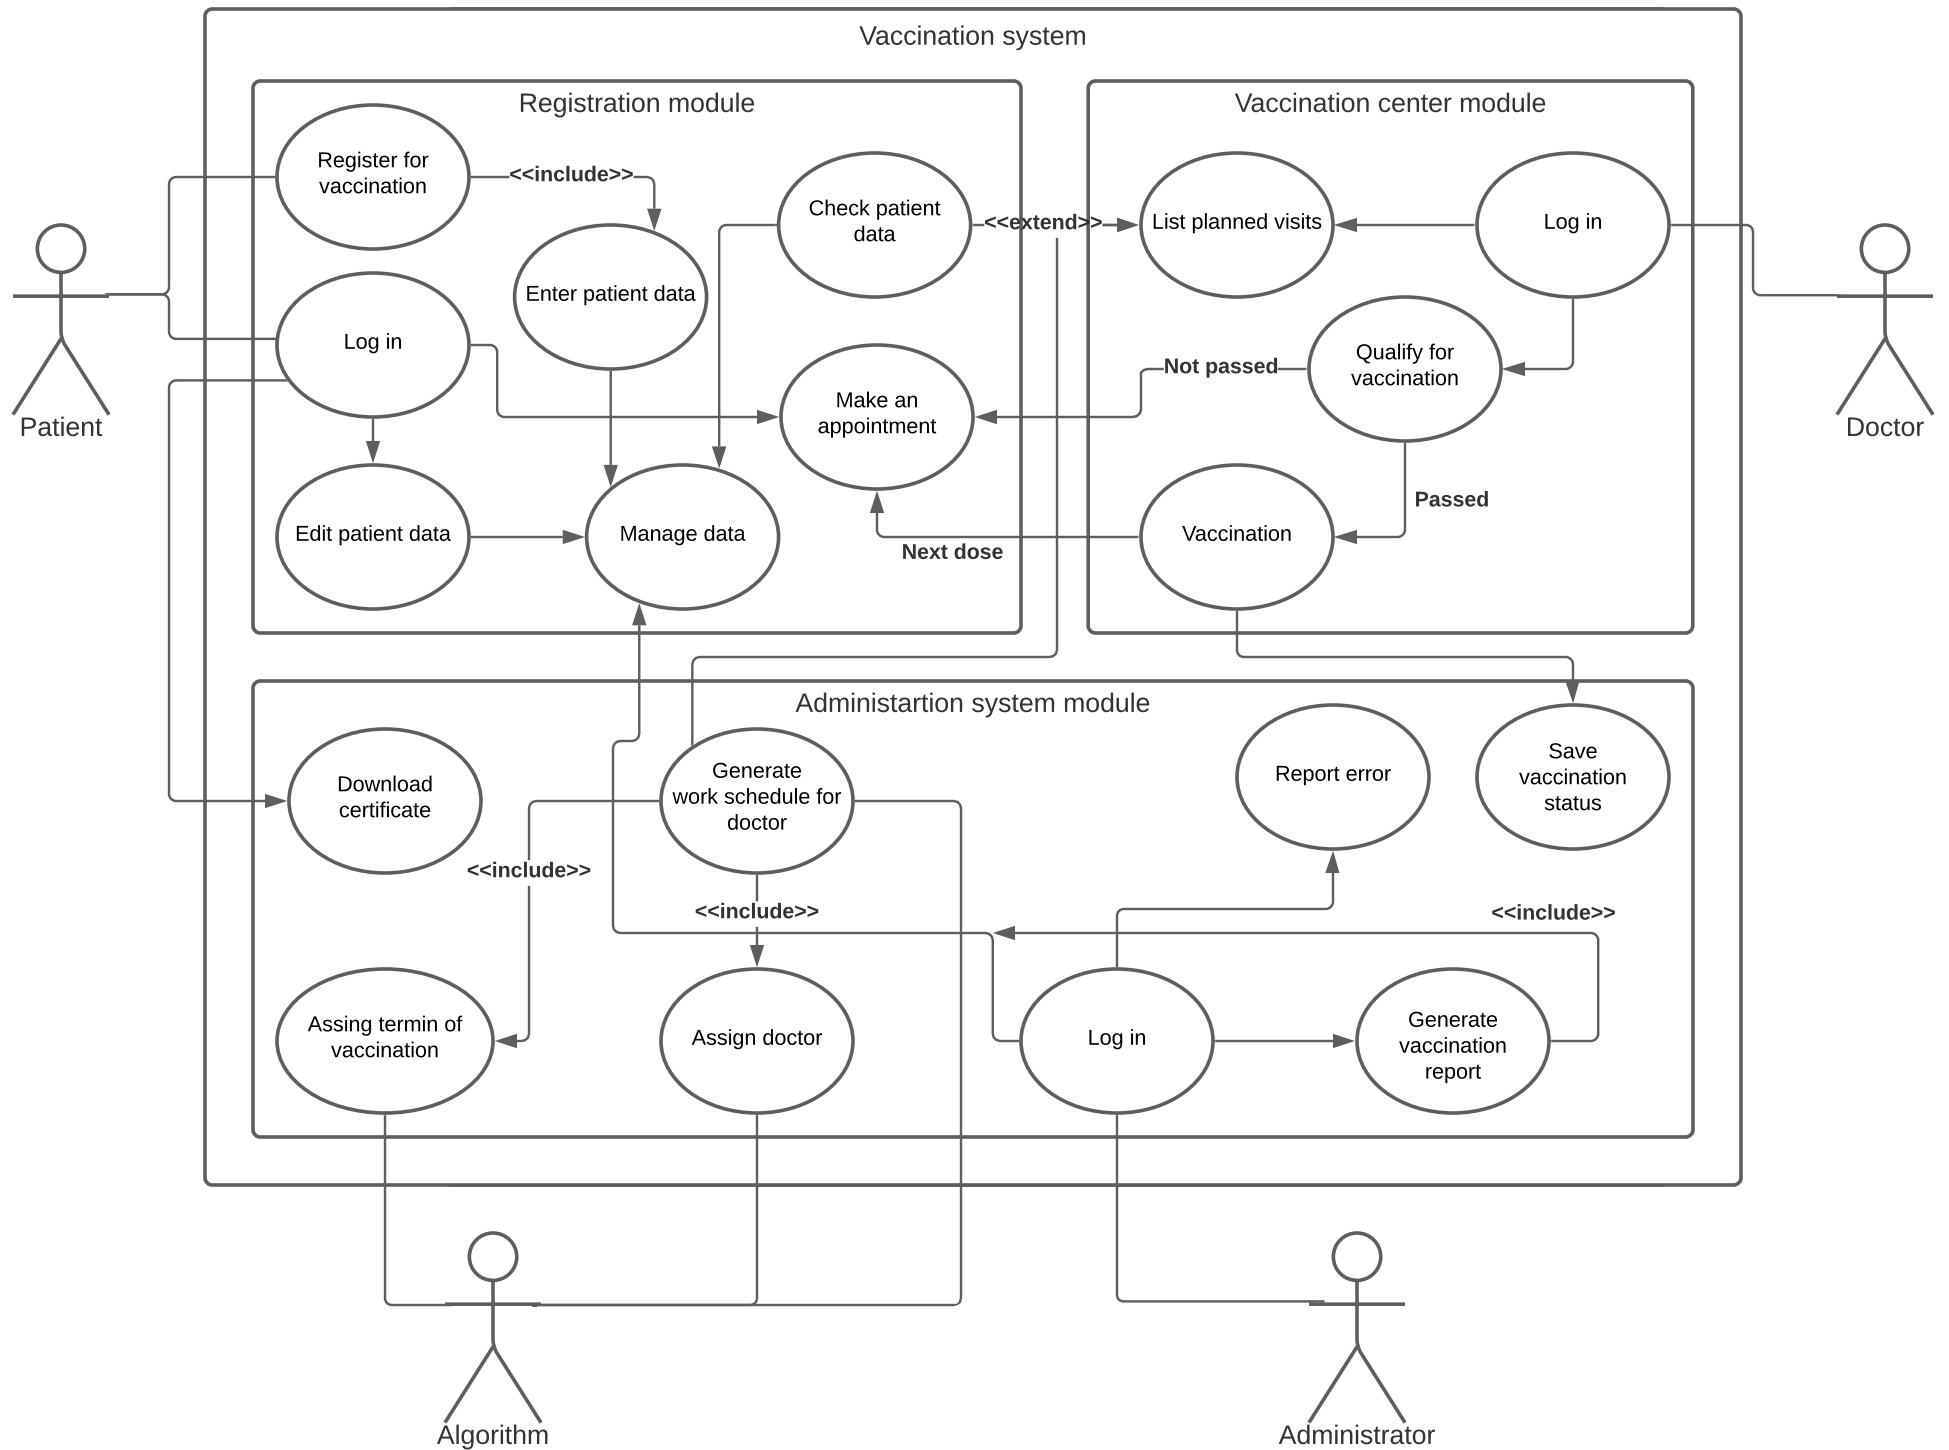 Vaccination system
Registration module
Register for
vaccination
<<include>>
Enter patient data
Check patient
data
<<extend>>
Log in
Make an
appointment
Edit patient data
Manage data
Next dose
Vaccination center module
List planned visits
Log in
Qualify for
vaccination
Not passed
Passed
Vaccination
Patient
Doctor
Administartion system module
Download
certificate
Generate
work schedule for
doctor
Report error
Save
vaccination
status
<<include>>
<<include>>
<<include>>
Assing termin of
vaccination
Assign doctor
Log in
Generate
vaccination
report
Algorithm
Administrator